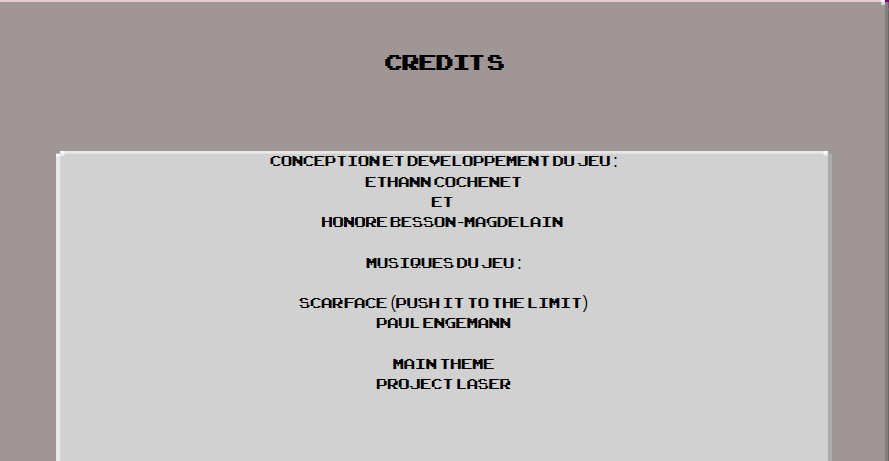 CREDITS
CONCEPTION ET DEVELOPPEMENT DU JEU :
ETHANN COCHENET
ET
HONORE BESSON-MAGDELAIN
MUSIQUES DU JEU :
SCARFACE (PUSH IT TO THE LIMIT)
PAUL ENGEMANN
MAIN THEME
PROJECT LASER